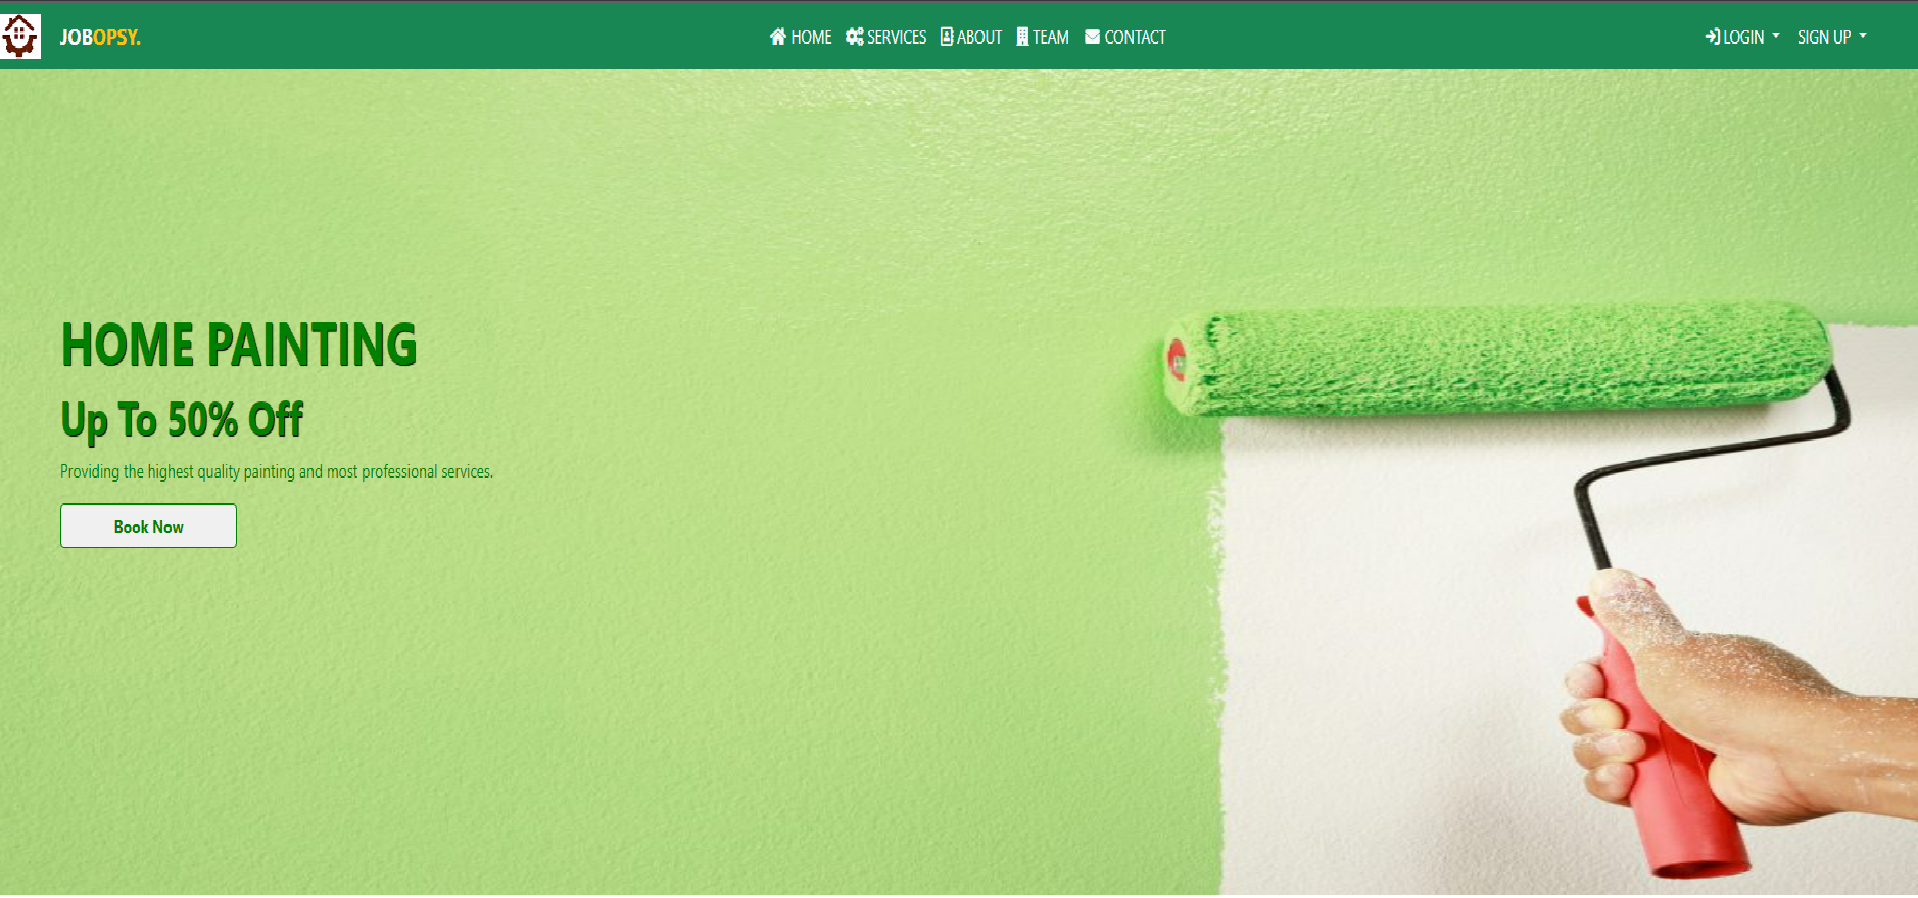 JOBOPSY.
HOME SERVICES ABOUT TEAM CONTACT
LOGIN SIGN UP
HOME PAINTING
Up To 50% Off
Providing the highest quality painting and most professional services.
Book Now